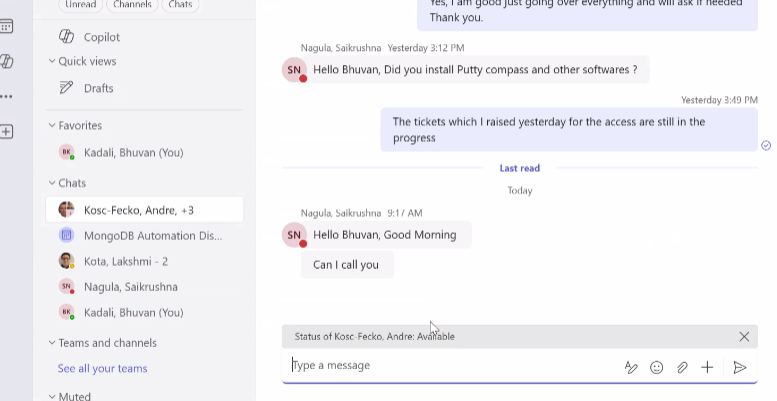 Unread
Channels
Chats
Copilot
Quick views
Drafts
Favorites
BK Kadali, Bhuvan (You)
Chats
Kosc-Fecko, Andre, +3
MongoDB Automation Dis...
Kota, Lakshmi - 2
SN Nagula, Saikrushna
BK Kadali, Bhuvan (You)
Teams and channels
See all your teams
Muted
Yes, I am good just going over everything and will ask if needed
Thank you.
Nagula, Saikrushna Yesterday 3:12 PM
SN Hello Bhuvan, Did you install Putty compass and other softwares ?
Yesterday 3:49 PM
The tickets which I raised yesterday for the access are still in the
progress
Last read
Today
Nagula, Saikrushna 9:17 AM
SN Hello Bhuvan, Good Morning
Can I call you
Status of Kosc-Fecko, Andre: Available
Type a message